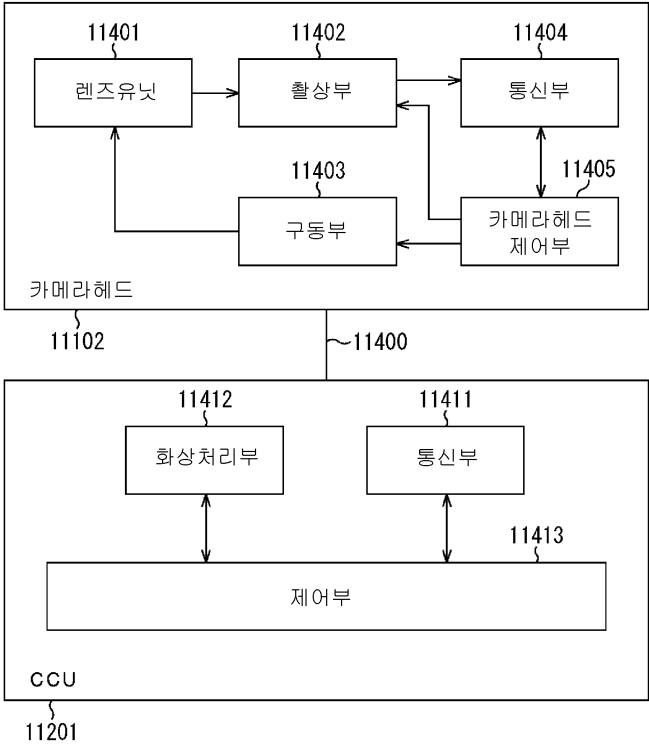 11401
11402
11404
렌즈유닛
촬상부
통신부
11403
11405
구동부
카메라헤드
제어부
카메라헤드
11102
11400
11412
11411
화상처리부
통신부
11413
제어부
CCU
11201